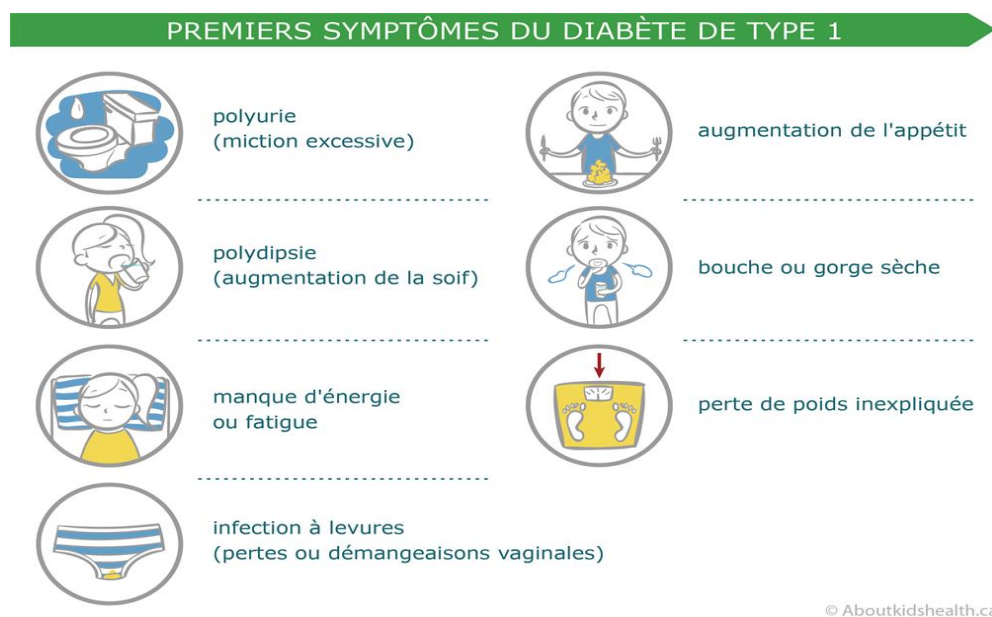 PREMIERS SYMPTÔMES DU DIABÈTE DE TYPE 1
polyurie
(miction excessive)
polydipsie
(augmentation de la soif)
manque d'énergie
ou fatigue
infection à levures
(pertes ou démangeaisons vaginales)
augmentation de l'appétit
bouche ou gorge sèche
perte de poids inexpliquée
© Aboutkidshealth.ca